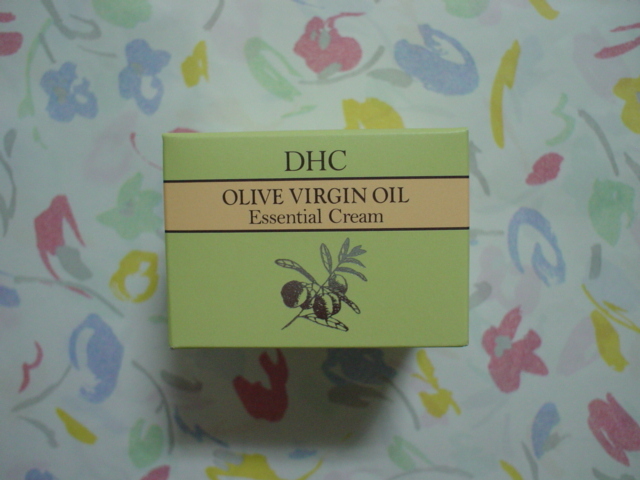 DHC
OLIVE VIRGIN OIL
Essential Cream